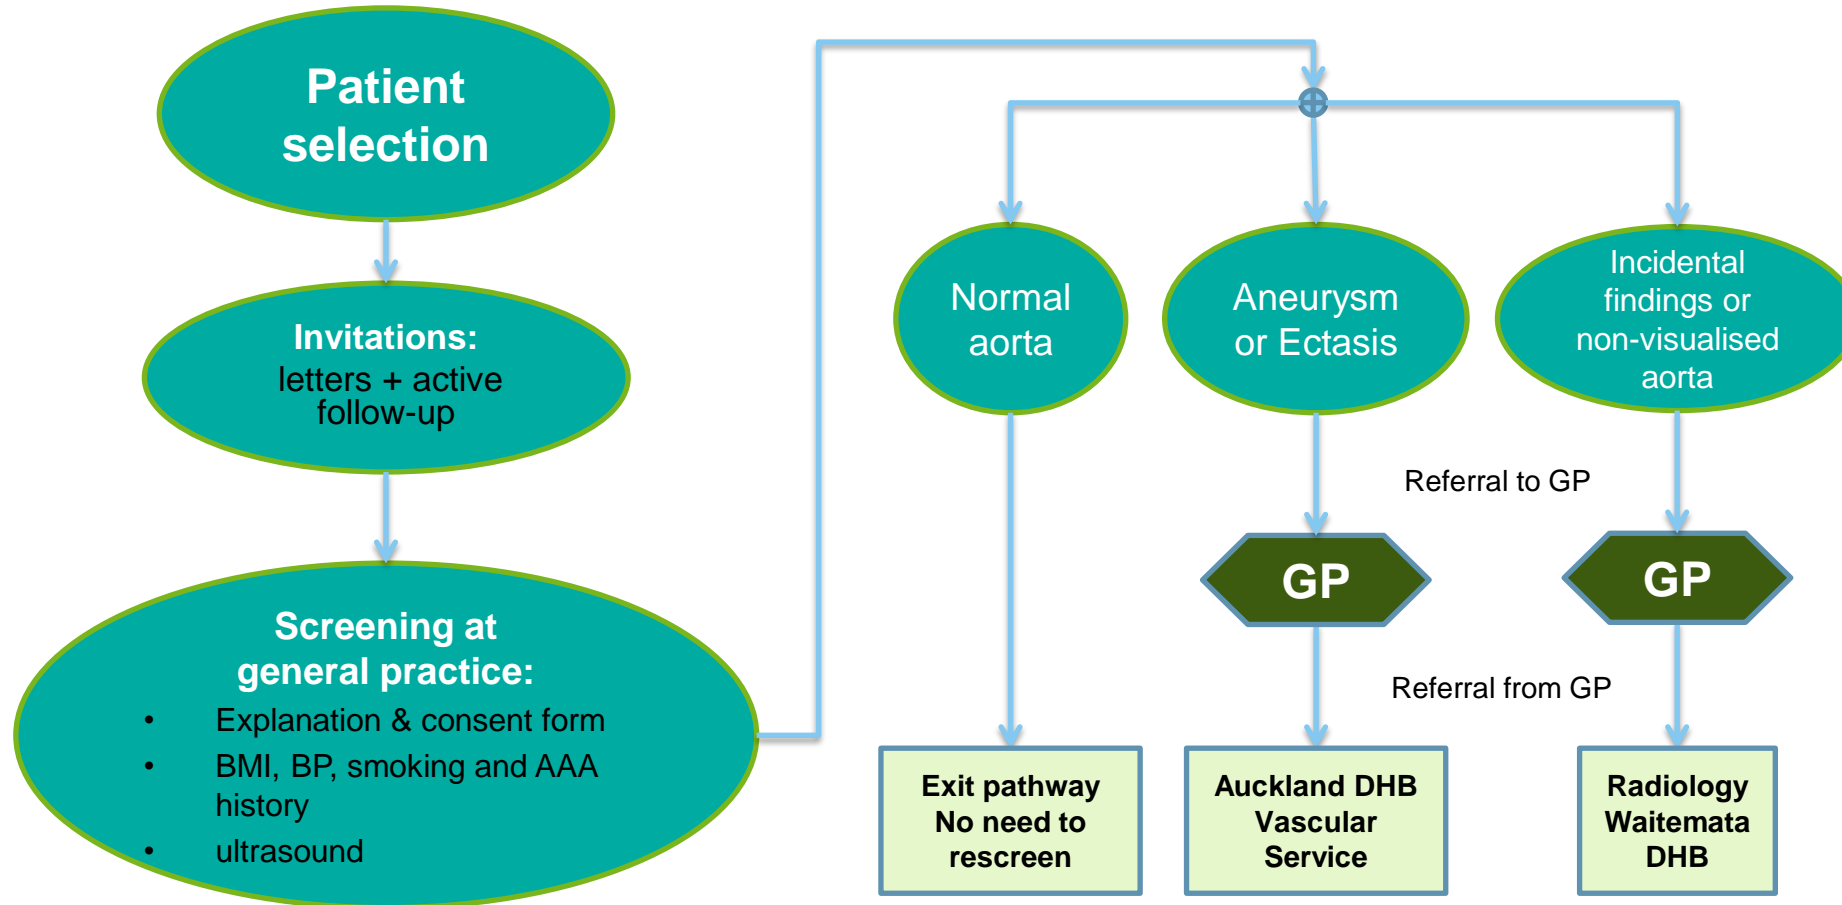 Patient
selection
Invitations:
letters + active
follow-up
Screening at
general practice:
• Explanation & consent form
• BMI, BP, smoking and AAA
history
• ultrasound
Normal
aorta
Aneurysm
or Ectasis
Incidental
findings or
non-visualised
aorta
Referral to GP
GP
GP
Referral from GP
Exit pathway
No need to
rescreen
Auckland DHB
Vascular
Service
Radiology
Waitemata
DHB